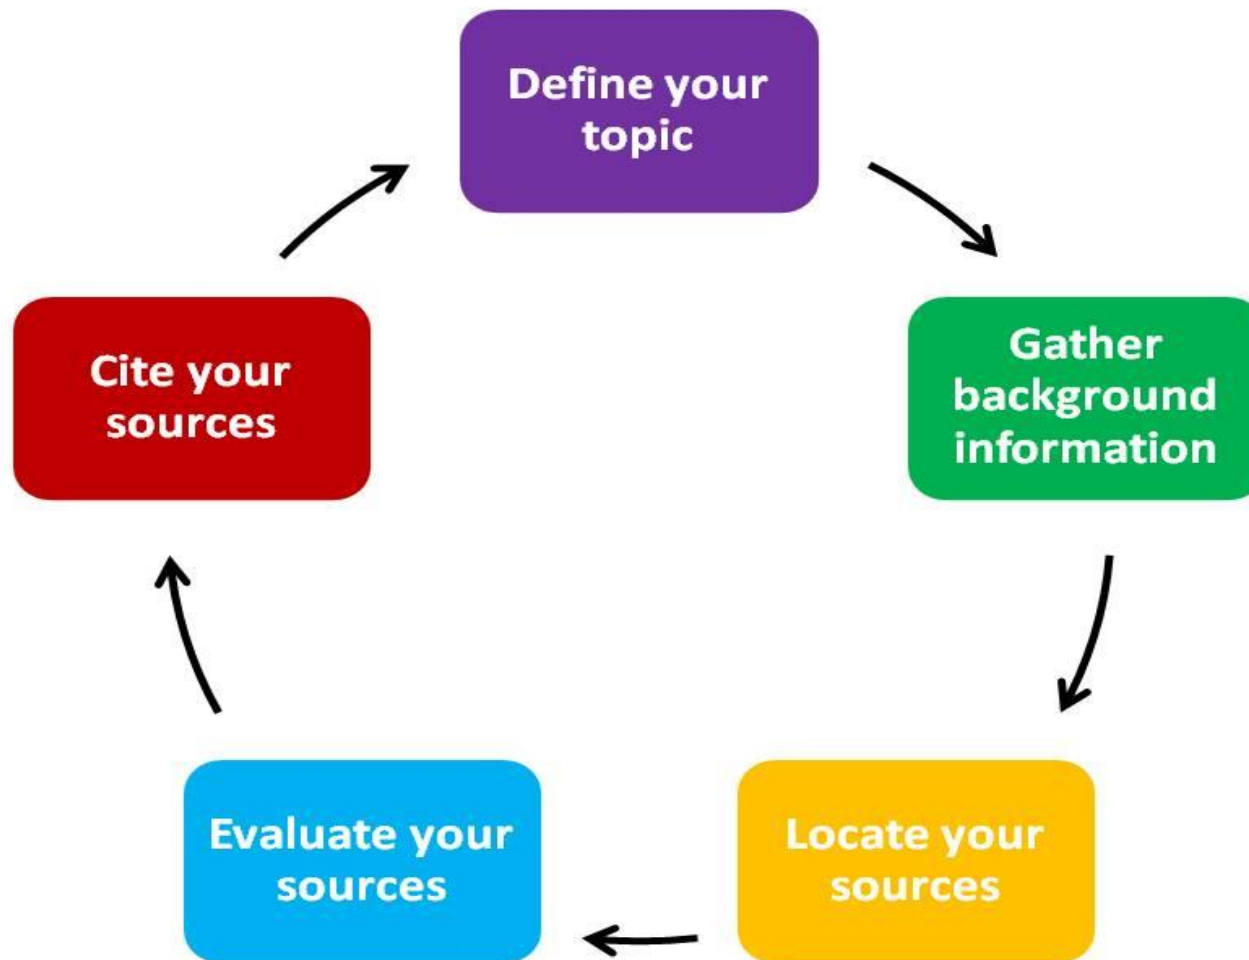 Define your
topic
Gather
background
information
Locate your
sources
Evaluate your
sources
Cite your
sources